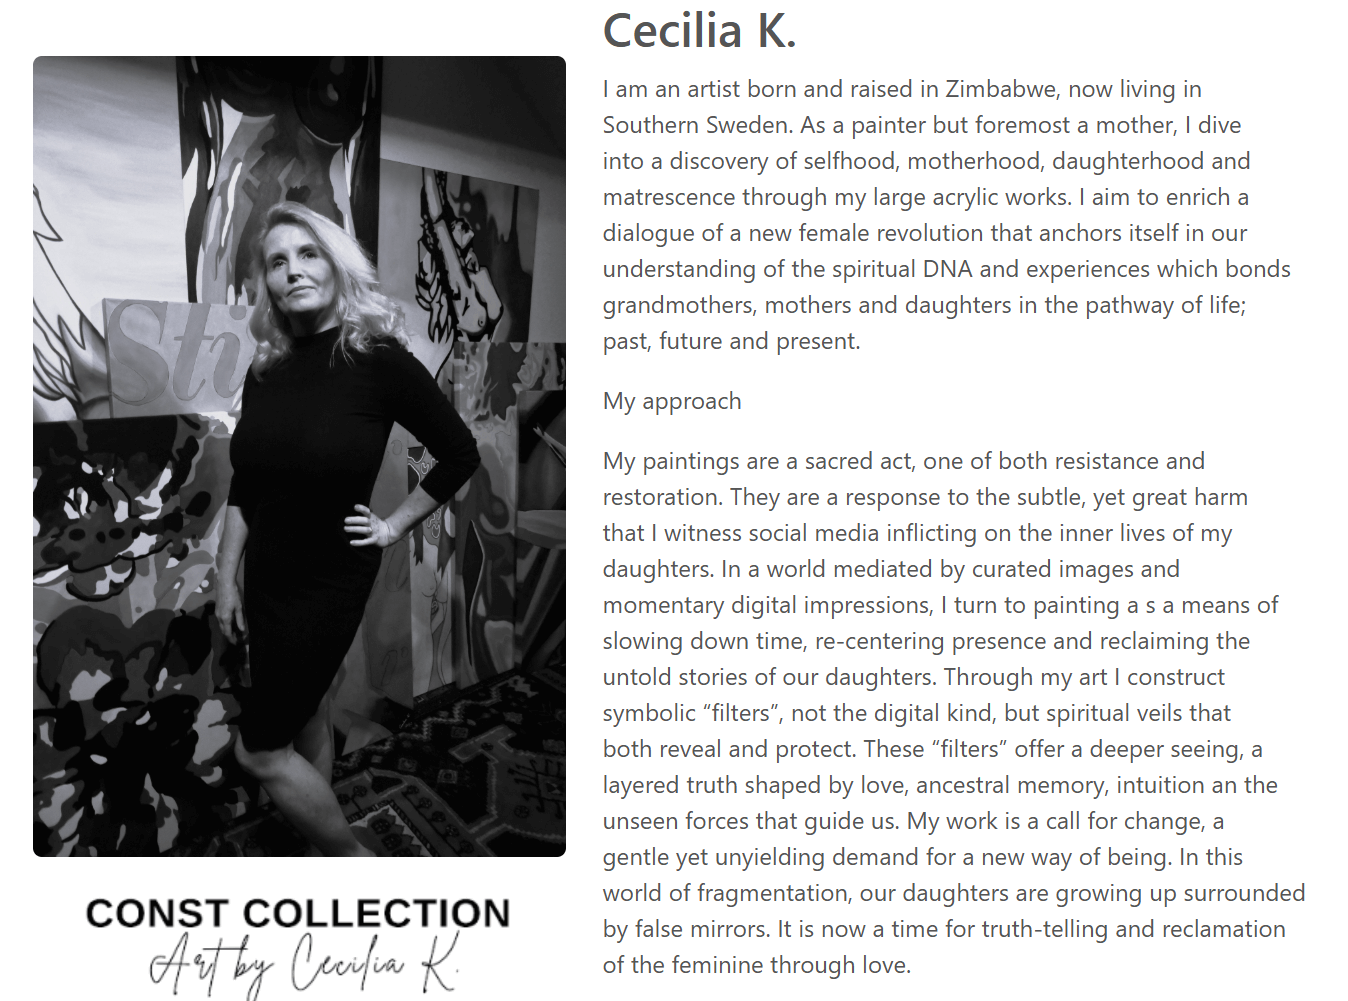 Cecilia K.
I am an artist born and raised in Zimbabwe, now living in
Southern Sweden. As a painter but foremost a mother, I dive
into a discovery of selfhood, motherhood, daughterhood and
matrescence through my large acrylic works. I aim to enrich a
dialogue of a new female revolution that anchors itself in our
understanding of the spiritual DNA and experiences which bonds
grandmothers, mothers and daughters in the pathway of life;
past, future and present.
My approach
My paintings are a sacred act, one of both resistance and
restoration. They are a response to the subtle, yet great harm
that I witness social media inflicting on the inner lives of my
daughters. In a world mediated by curated images and
momentary digital impressions, I turn to painting a s a means of
slowing down time, re-centering presence and reclaiming the
untold stories of our daughters. Through my art I construct
symbolic “filters”, not the digital kind, but spiritual veils that
both reveal and protect. These “filters” offer a deeper seeing, a
layered truth shaped by love, ancestral memory, intuition an the
unseen forces that guide us. My work is a call for change, a
gentle yet unyielding demand for a new way of being. In this
world of fragmentation, our daughters are growing up surrounded
by false mirrors. It is now a time for truth-telling and reclamation
of the feminine through love.
Sti
CONST COLLECTION
Art by Cecilia K.